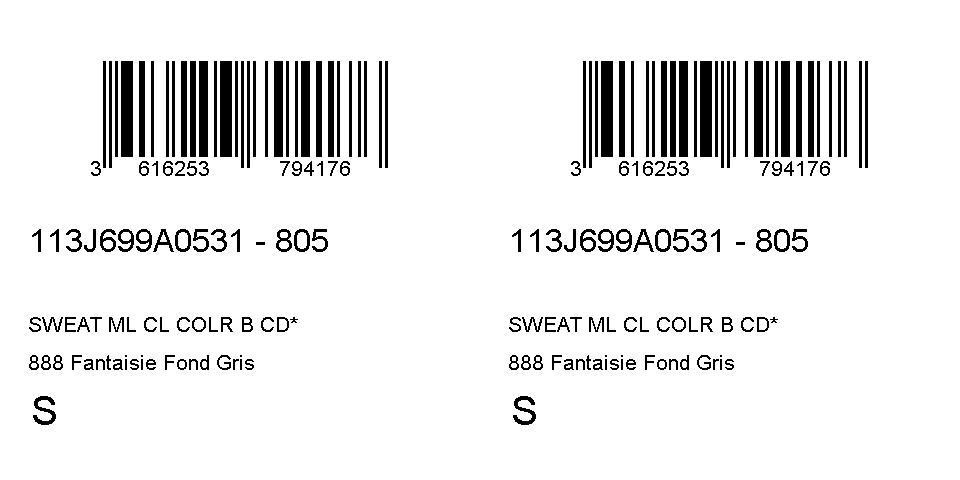 3 616253 794176
113J699A0531 - 805
SWEAT ML CL COLR B CD*
888 Fantaisie Fond Gris
S
3 616253 794176
113J699A0531 - 805
SWEAT ML CL COLR B CD*
888 Fantaisie Fond Gris
S